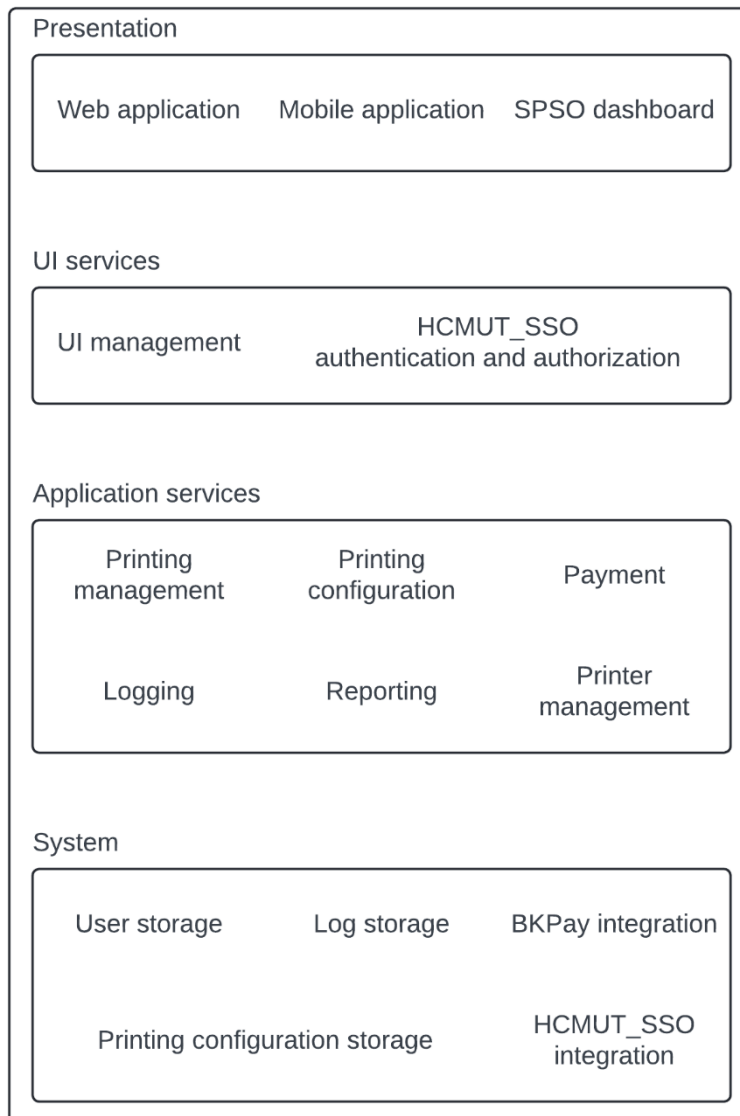 Presentation
Web application Mobile application SPSO dashboard
UI services
UI management
HCMUT_SSO
authentication and authorization
Application services
Printing
management
Printing
configuration
Payment
Logging
Reporting
Printer
management
System
User storage Log storage BKPay integration
Printing configuration storage
HCMUT_SSO
integration